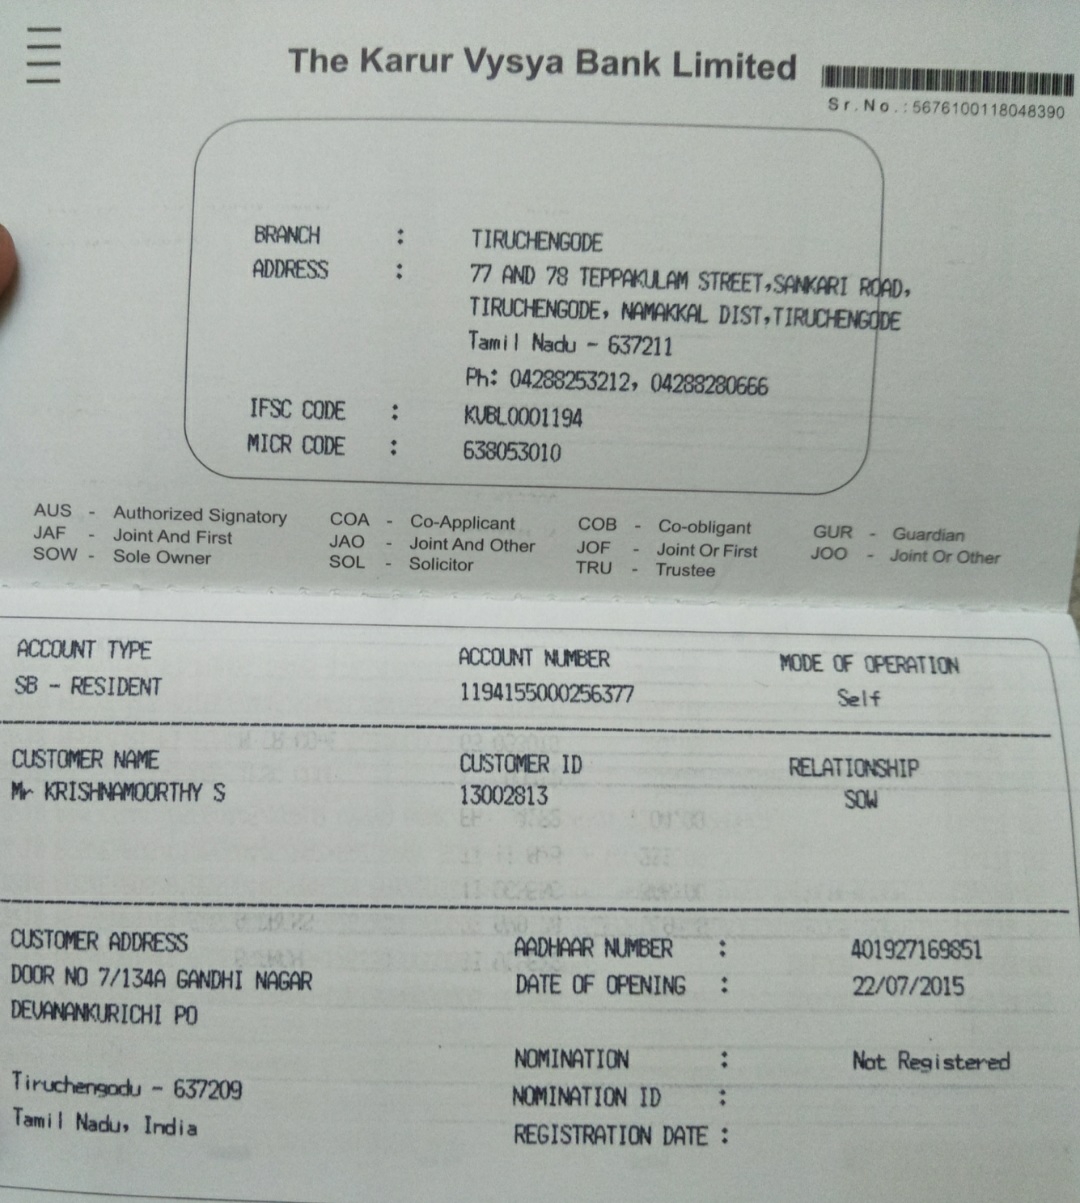 The Karur Vysya Bank Limited
Sr.No.:5676100118048390
BRANCH : TIRUCHENGODE
ADDRESS : 77 AND 78 TEPPAKULAM STREET,SANKARI ROAD,
TIRUCHENGODE, NAMAKKAL DIST,TIRUCHENGODE
Tamil Nadu - 637211
Ph: 04288253212, 04288280666
IFSC CODE : KVBL0001194
MICR CODE : 638053010
AUS - Authorized Signatory COA - Co-Applicant COB - Co-obligant GUR - Guardian
JAF - Joint And First JAO - Joint And Other JOF - Joint Or First JOO - Joint Or Other
SOW - Sole Owner SOL - Solicitor TRU - Trustee
ACCOUNT TYPE ACCOUNT NUMBER MODE OF OPERATION
SB - RESIDENT 1194155000256377 Self
CUSTOMER NAME CUSTOMER ID RELATIONSHIP
Mr KRISHNAMOORTHY S 13002813 SOW
CUSTOMER ADDRESS AADHAAR NUMBER : 401927169851
DOOR NO 7/134A GANDHI NAGAR DATE OF OPENING : 22/07/2015
DEVANANKURICHI PO
NOMINATION : Not Registered
Tiruchengodu - 637209 NOMINATION ID :
Tamil Nadu, India REGISTRATION DATE :